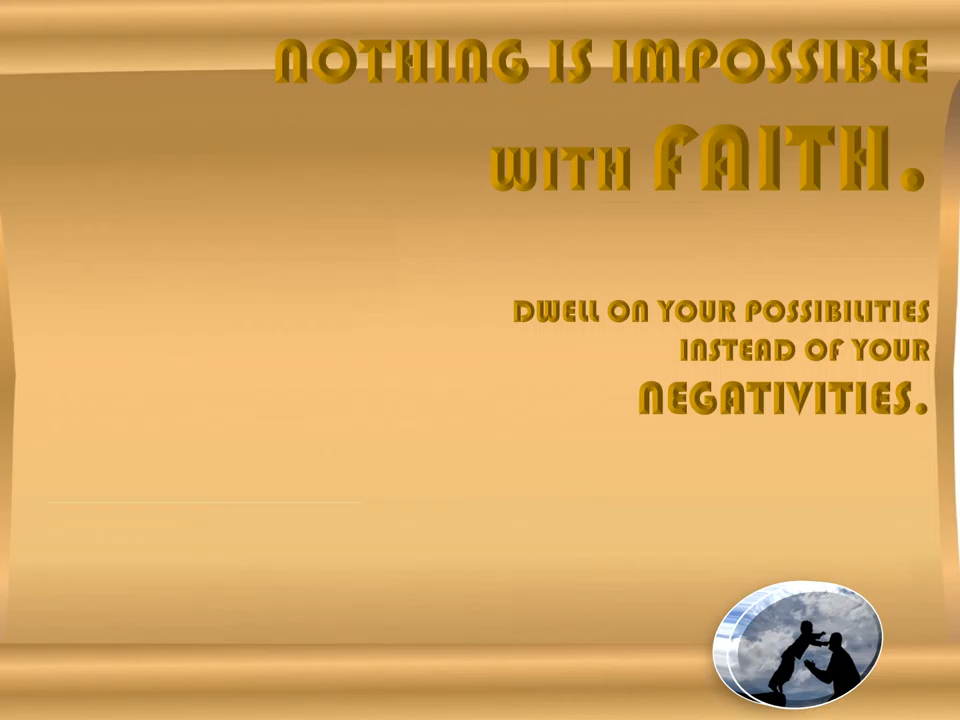 NOTHING IS IMPOSSIBLE
WITH FAITH.
DWELL ON YOUR POSSIBILITIES
INSTEAD OF YOUR
NEGATIVITIES.